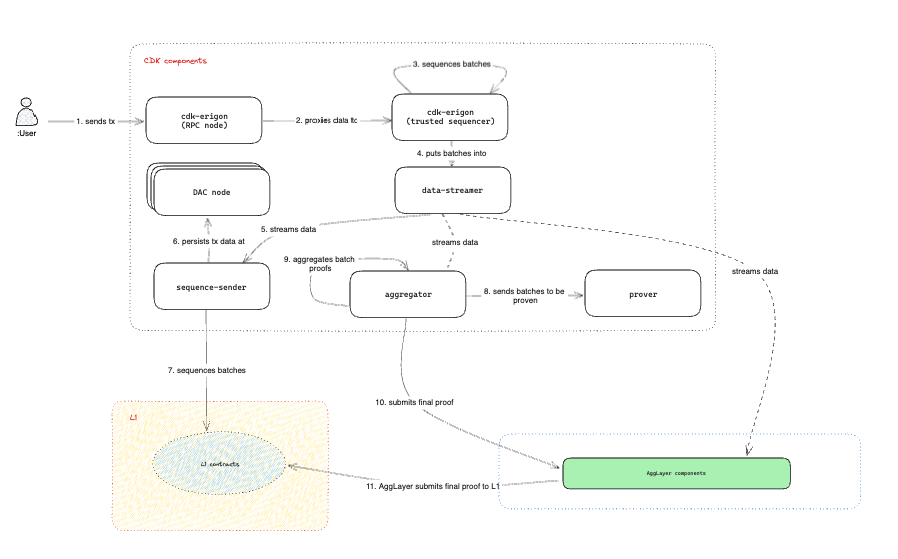 CDK components
3. sequences batches
1. sends tx
:User
cdk-erigon
(RPC node)
2. proxies data to
cdk-erigon
(trusted sequencer)
4. puts batches into
DAC node
data-streamer
5. streams data
6. persists tx data at
streams data
9. aggregates batch
proofs
streams data
sequence-sender
aggregator
8. sends batches to be
proven
prover
7. sequences batches
10. submits final proof
L1
L1 contracts
AggLayer components
11. AggLayer submits final proof to L1